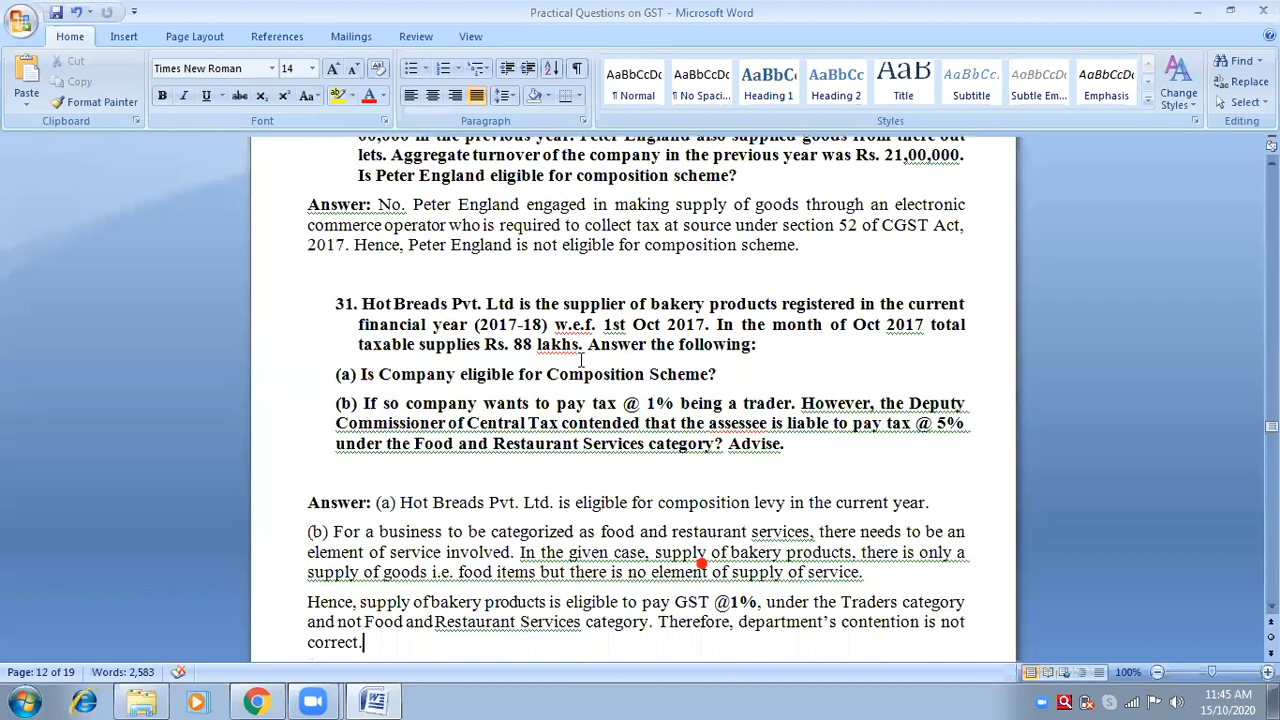 Practical Questions on GST - Microsoft Word
Home Insert Page Layout References Mailings Review View
Paste
Cut
Copy
Format Painter
Clipboard
Times New Roman 14
Font
Paragraph
AaBbCcDc ¶ Normal
AaBbCcDc ¶ No Spaci...
AaBbCc Heading 1
AaBbCc Heading 2
AaB Title
AaBbCc Subtitle
AaBbCcDc Subtle Em...
AaBbCcDc Emphasis
Change Styles
Styles
Find
Replace
Select
Editing
00,000 in the previous year. Peter England also supplied goods from there out
lets. Aggregate turnover of the company in the previous year was Rs. 21,00,000.
Is Peter England eligible for composition scheme?
Answer: No. Peter England engaged in making supply of goods through an electronic
commerce operator who is required to collect tax at source under section 52 of CGST Act,
2017. Hence, Peter England is not eligible for composition scheme.
31. Hot Breads Pvt. Ltd is the supplier of bakery products registered in the current
financial year (2017-18) w.e.f. 1st Oct 2017. In the month of Oct 2017 total
taxable supplies Rs. 88 lakhs. Answer the following:
(a) Is Company eligible for Composition Scheme?
(b) If so company wants to pay tax @ 1% being a trader. However, the Deputy
Commissioner of Central Tax contended that the assessee is liable to pay tax @ 5%
under the Food and Restaurant Services category? Advise.
Answer: (a) Hot Breads Pvt. Ltd. is eligible for composition levy in the current year.
(b) For a business to be categorized as food and restaurant services, there needs to be an
element of service involved. In the given case, supply of bakery products, there is only a
supply of goods i.e. food items but there is no element of supply of service.
Hence, supply of bakery products is eligible to pay GST @1%, under the Traders category
and not Food and Restaurant Services category. Therefore, department’s contention is not
correct.
Page: 12 of 19 Words: 2,583 100%
11:45 AM
15/10/2020